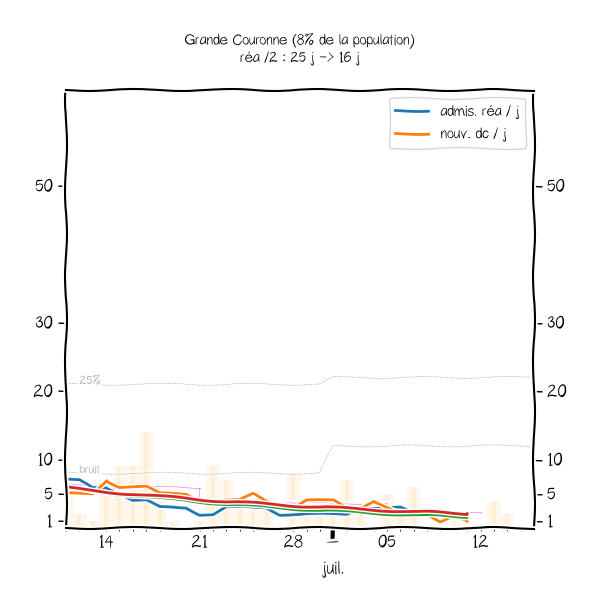 Grande Couronne (8% de la population)
réa /2 : 25 j -> 16 j
admis. réa / j
nouv. dc / j
50 50
30 30
25%
20 20
bruit
10 10
5 5
1 1
14 21 28 1 05 12
juil.